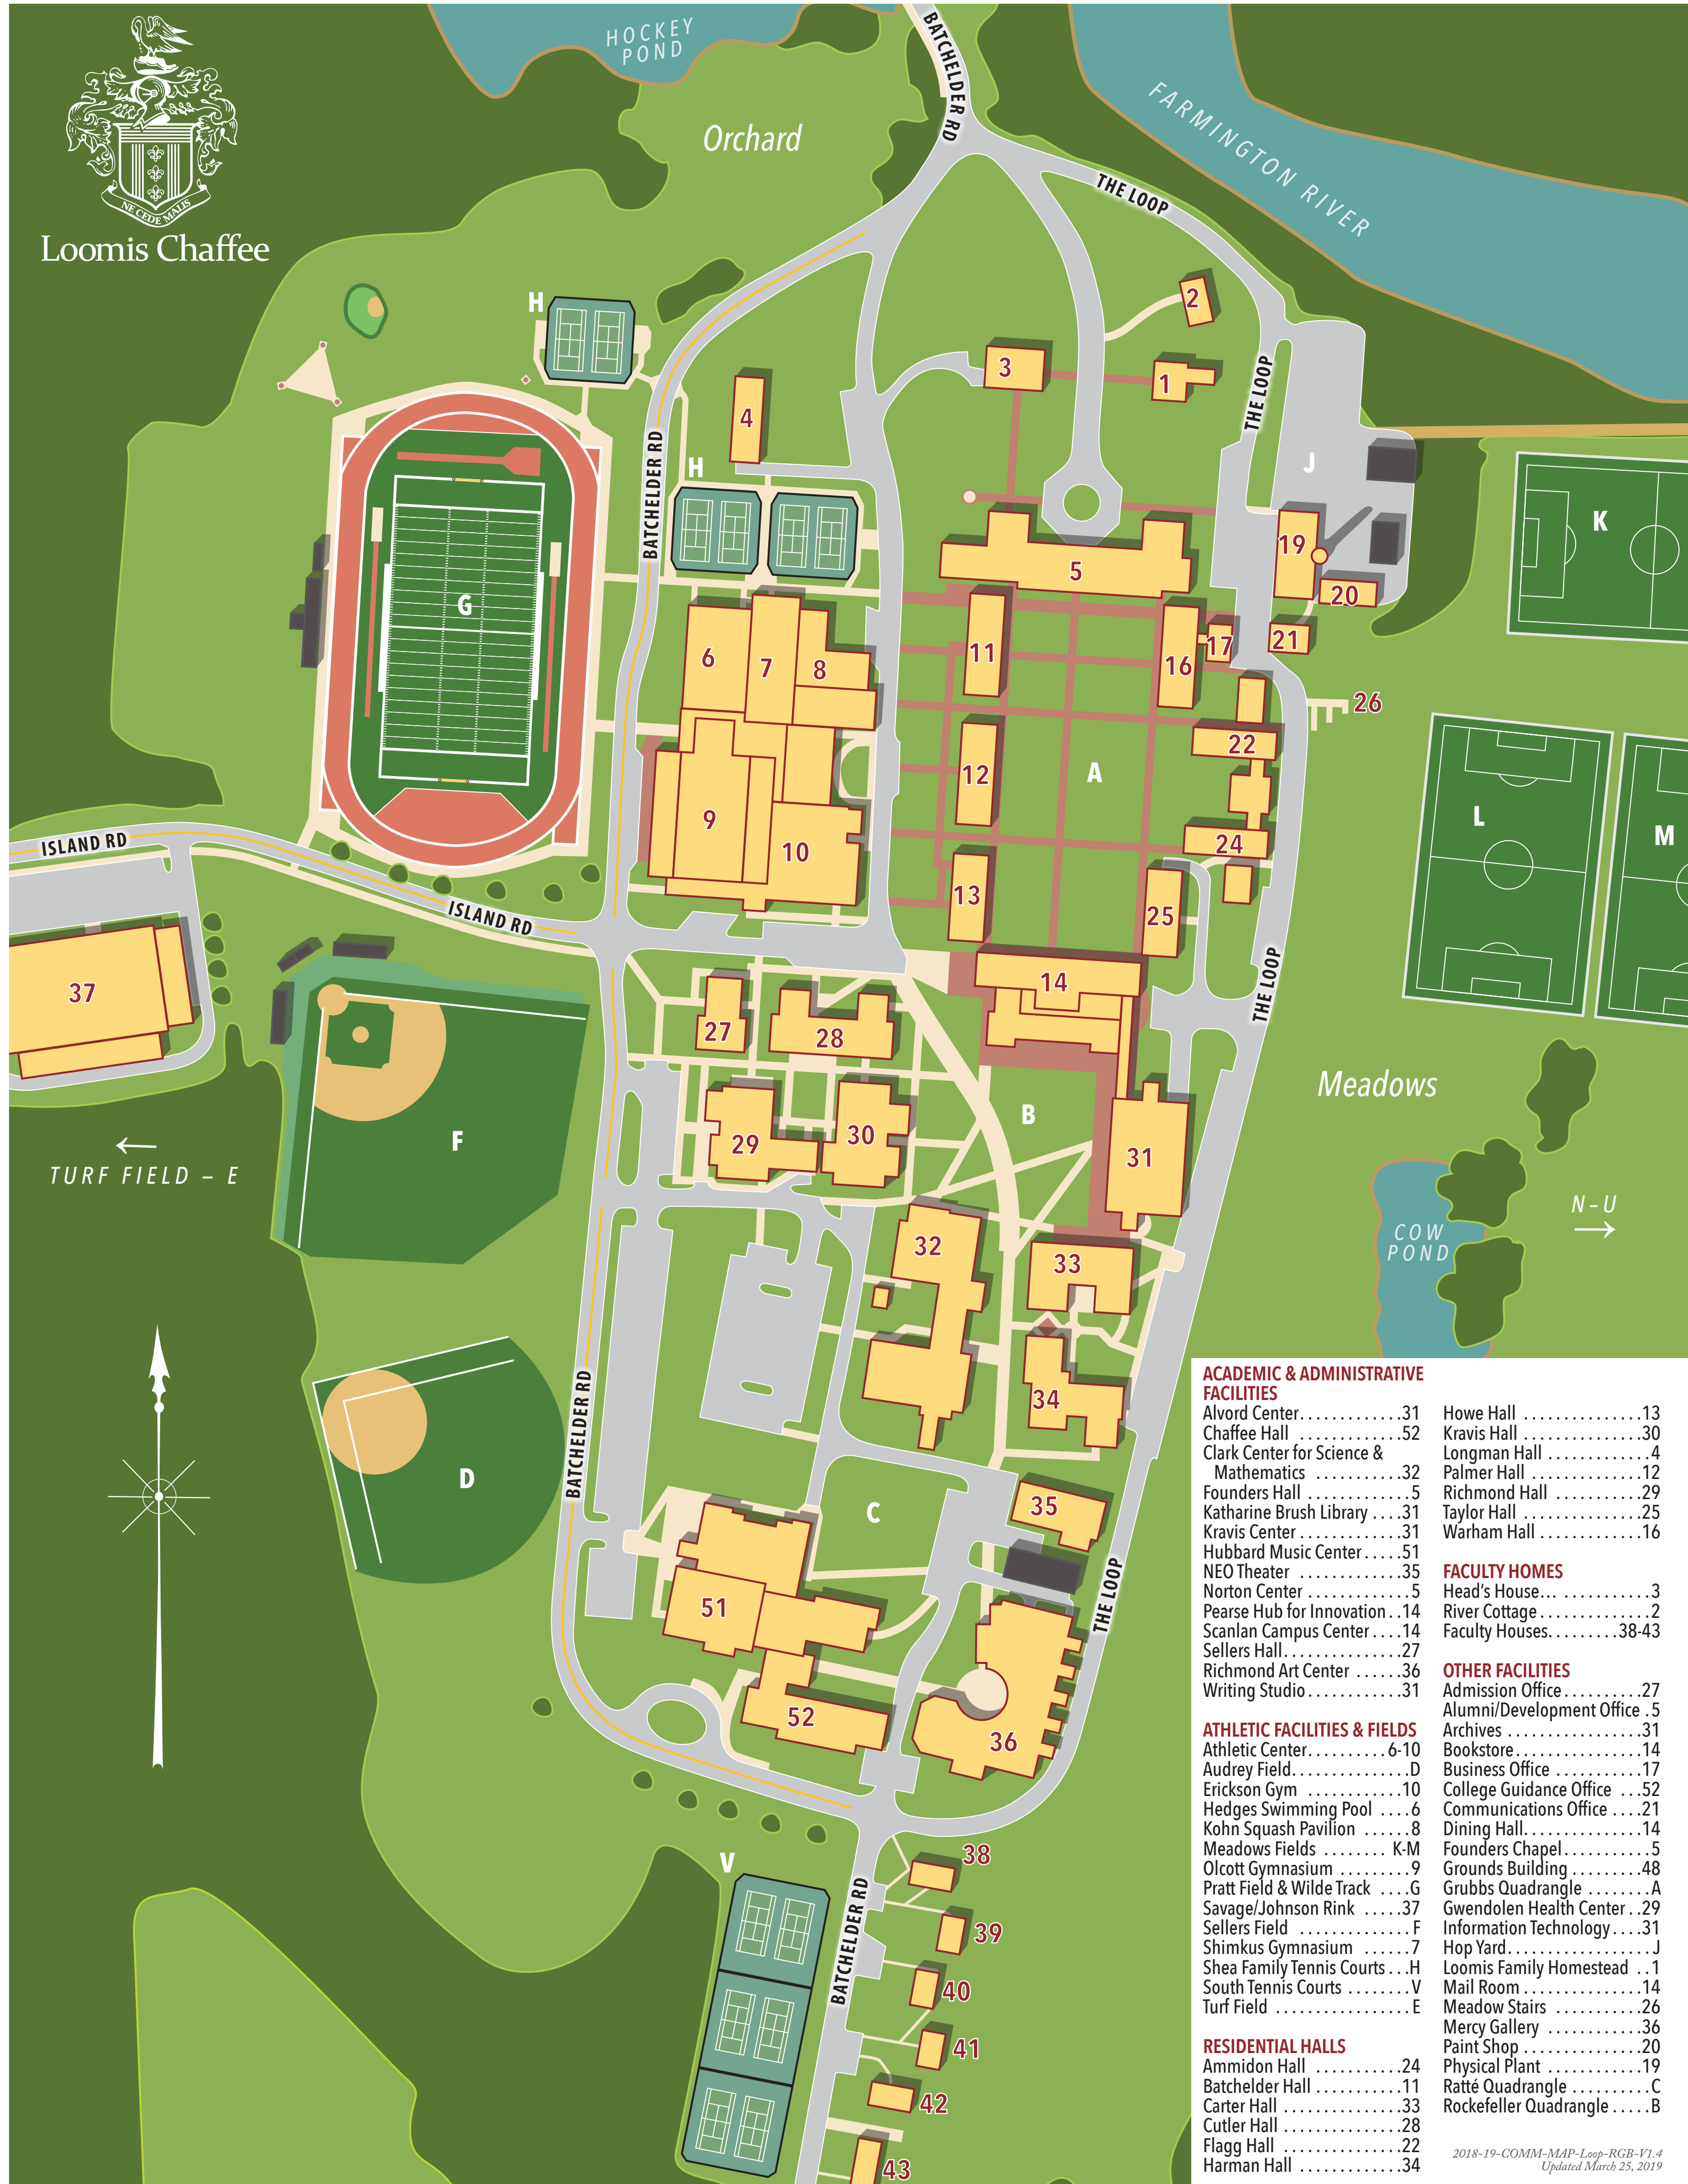 HOCKEY
POND
BATCHELDER RD
FARMINGTON RIVER
Orchard
NE CEDE MALIS
Loomis Chaffee
THE LOOP
H
2
3
1
THE LOOP
4
BATCHELDER RD
H
J
K
19
5
G
20
6
7
8
11
16
17
21
26
22
12
A
9
10
L
M
ISLAND RD
24
13
25
ISLAND RD
37
14
THE LOOP
27
28
Meadows
B
F
29
30
31
TURF FIELD – E
N–U
COW
POND
32
33
BATCHELDER RD
34
D
C
35
THE LOOP
51
52
36
V
38
BATCHELDER RD
39
40
41
42
43
ACADEMIC & ADMINISTRATIVE
FACILITIES
Alvord Center.............31
Chaffee Hall .............52
Clark Center for Science &
Mathematics ...........32
Founders Hall .............5
Katharine Brush Library ....31
Kravis Center.............31
Hubbard Music Center.....51
NEO Theater .............35
Norton Center.............5
Pearse Hub for Innovation..14
Scanlan Campus Center....14
Sellers Hall...............27
Richmond Art Center ......36
Writing Studio............31
ATHLETIC FACILITIES & FIELDS
Athletic Center..........6-10
Audrey Field...............D
Erickson Gym ............10
Hedges Swimming Pool ....6
Kohn Squash Pavilion ......8
Meadows Fields ........ K-M
Olcott Gymnasium .........9
Pratt Field & Wilde Track ....G
Savage/Johnson Rink .....37
Sellers Field ..............F
Shimkus Gymnasium ......7
Shea Family Tennis Courts...H
South Tennis Courts ........V
Turf Field .................E
RESIDENTIAL HALLS
Ammidon Hall ...........24
Batchelder Hall ...........11
Carter Hall ...............33
Cutler Hall ...............28
Flagg Hall ...............22
Harman Hall .............34
Howe Hall ...............13
Kravis Hall ...............30
Longman Hall .............4
Palmer Hall ..............12
Richmond Hall ...........29
Taylor Hall ...............25
Warham Hall .............16
FACULTY HOMES
Head's House... ...........3
River Cottage..............2
Faculty Houses.........38-43
OTHER FACILITIES
Admission Office..........27
Alumni/Development Office .5
Archives .................31
Bookstore................14
Business Office ...........17
College Guidance Office ...52
Communications Office ....21
Dining Hall...............14
Founders Chapel...........5
Grounds Building .........48
Grubbs Quadrangle ........A
Gwendolen Health Center..29
Information Technology....31
Hop Yard..................J
Loomis Family Homestead ..1
Mail Room ...............14
Meadow Stairs ...........26
Mercy Gallery ............36
Paint Shop ...............20
Physical Plant ............19
Ratté Quadrangle ..........C
Rockefeller Quadrangle .....B
2018-19-COMM-MAP-Loop-RGB-V1.4
Updated March 25, 2019